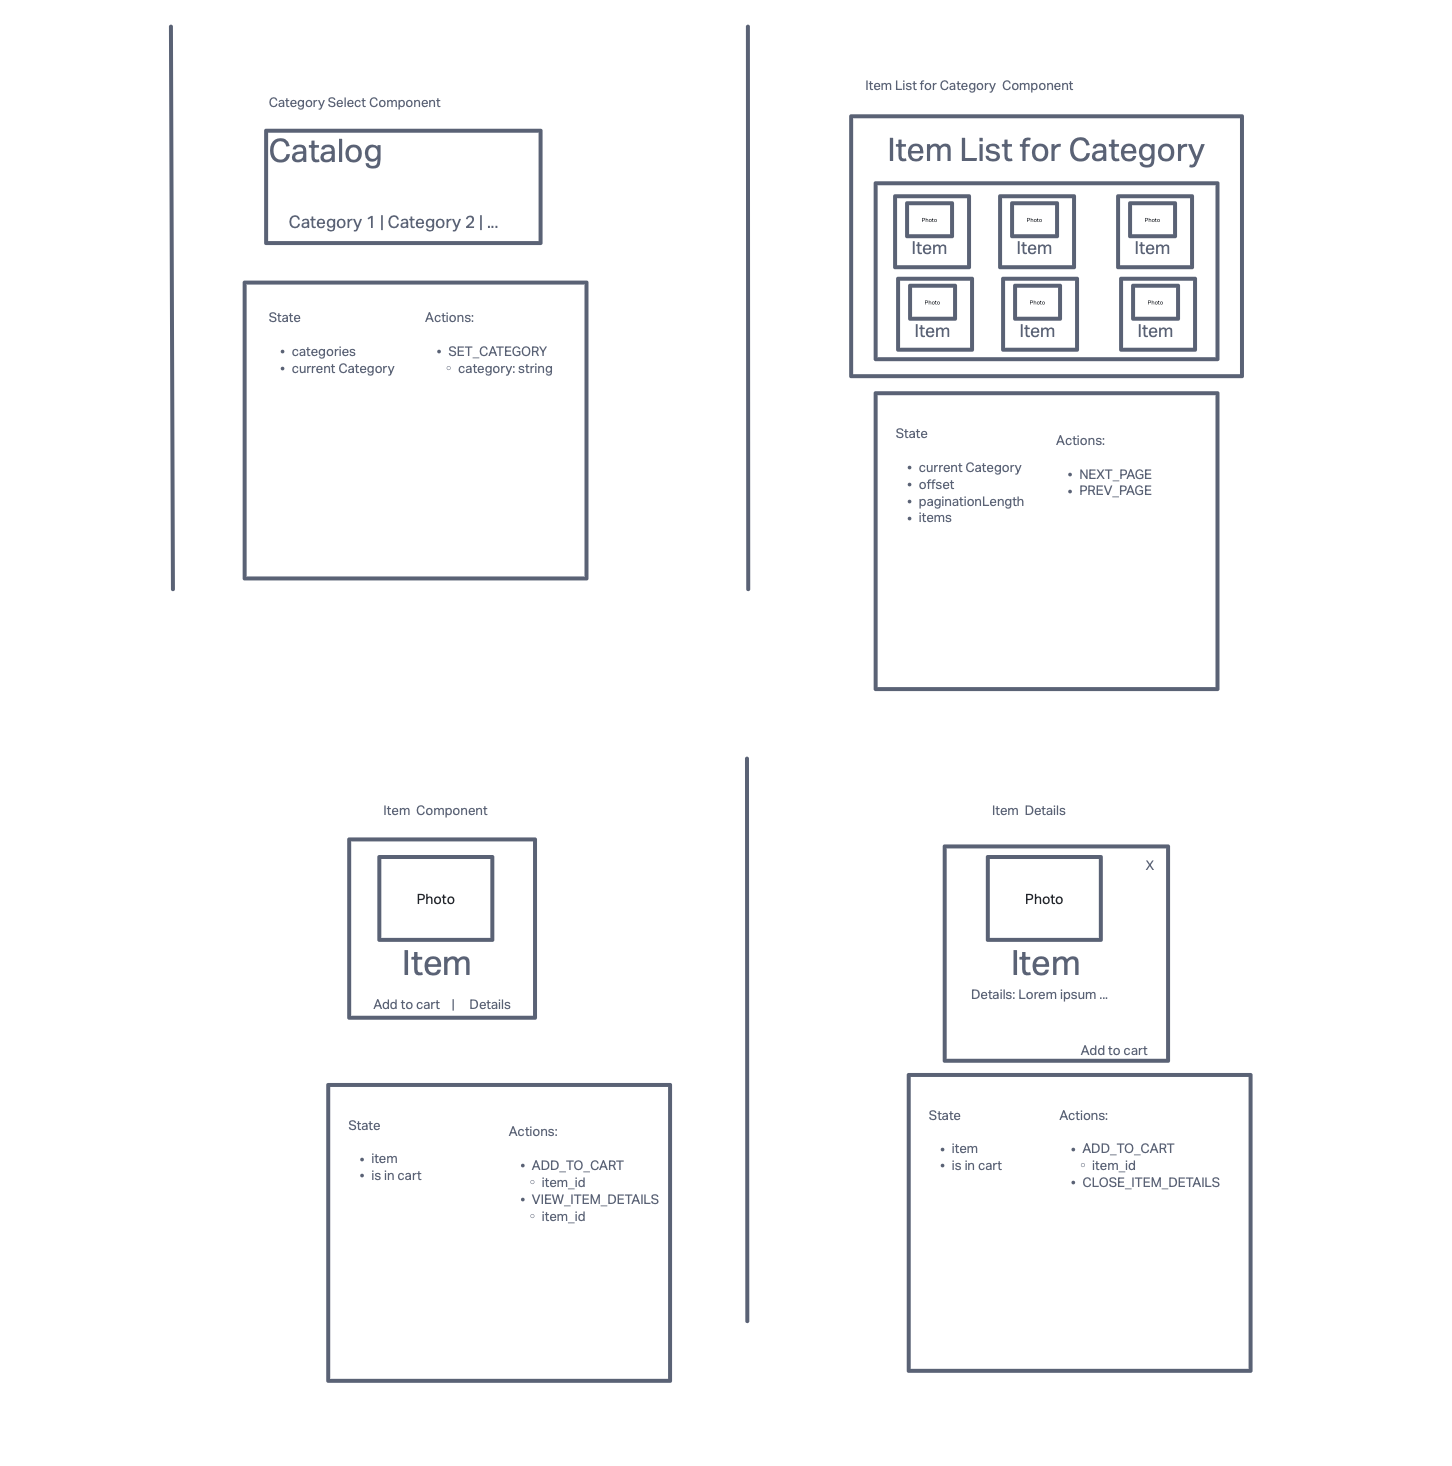 Category Select Component
Catalog
Category 1 | Category 2 | ...
State
• categories
• current Category
Actions:
• SET_CATEGORY
◦ category: string
Item List for Category  Component
Item List for Category
Photo
Photo
Photo
Item
Item
Item
Photo
Photo
Photo
Item
Item
Item
State
• current Category
• offset
• paginationLength
• items
Actions:
• NEXT_PAGE
• PREV_PAGE
Item  Component
Photo
Item
Add to cart   |   Details
State
• item
• is in cart
Actions:
• ADD_TO_CART
◦ item_id
• VIEW_ITEM_DETAILS
◦ item_id
Item  Details
X
Photo
Item
Details: Lorem ipsum ...
Add to cart
State
• item
• is in cart
Actions:
• ADD_TO_CART
◦ item_id
• CLOSE_ITEM_DETAILS